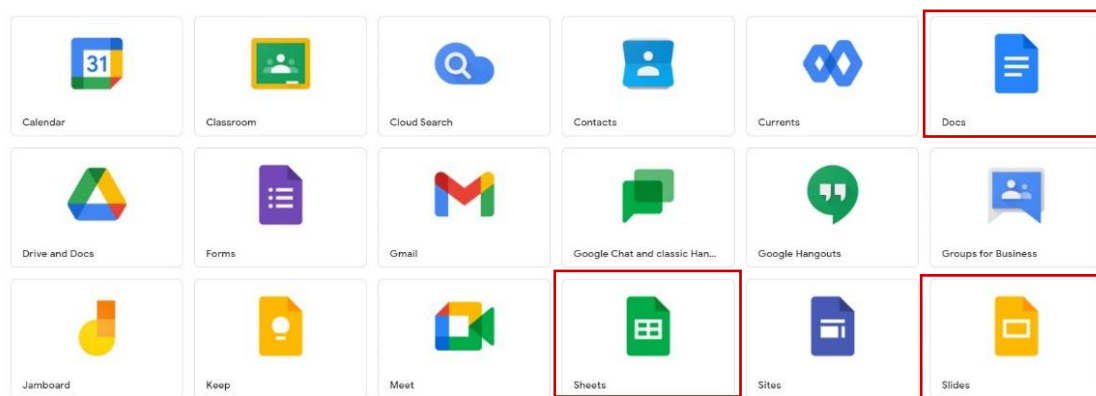 31
Calendar
Classroom
Cloud Search
Contacts
Currents
Docs
Drive and Docs
Forms
Gmail
Google Chat and classic Han...
Google Hangouts
Groups for Business
Jamboard
Keep
Meet
Sheets
Sites
Slides